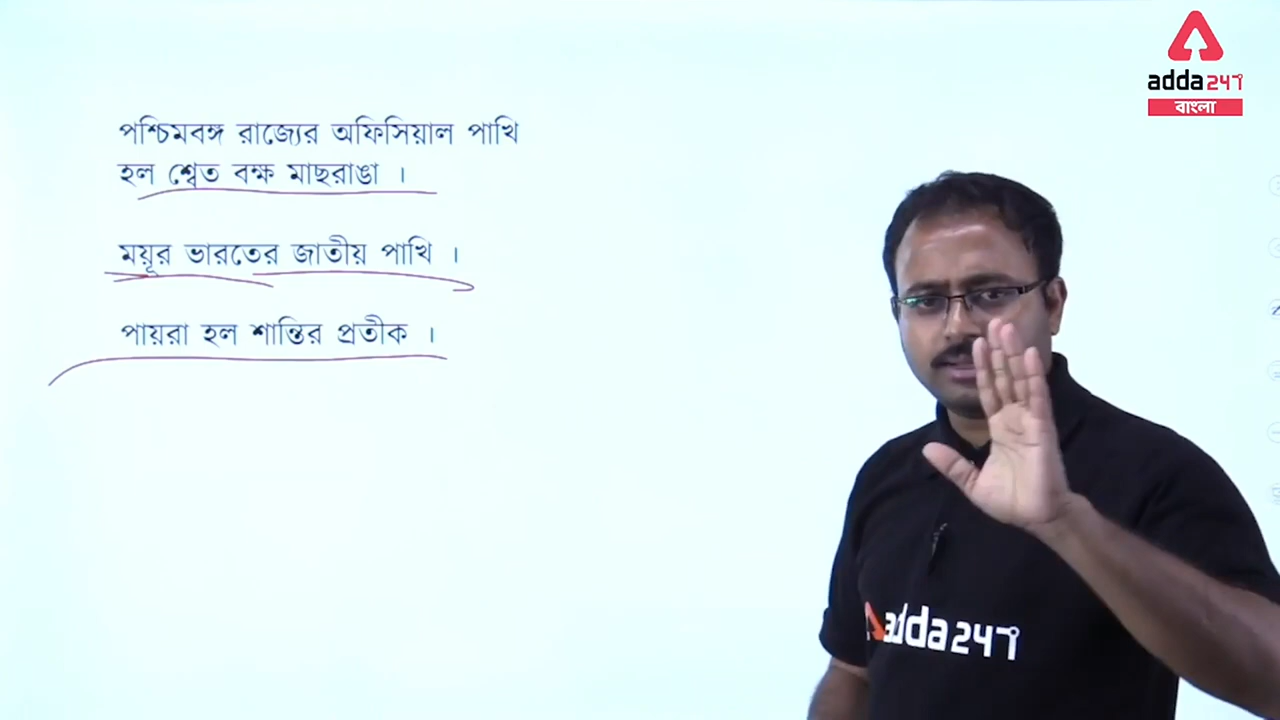 পশ্চিমবঙ্গ রাজ্যের অফিসিয়াল পাখি
হল শ্বেত বক্ষ মাছরাঙা ।
ময়ূর ভারতের জাতীয় পাখি ।
পায়রা হল শান্তির প্রতীক ।
adda247
বাংলা
adda247